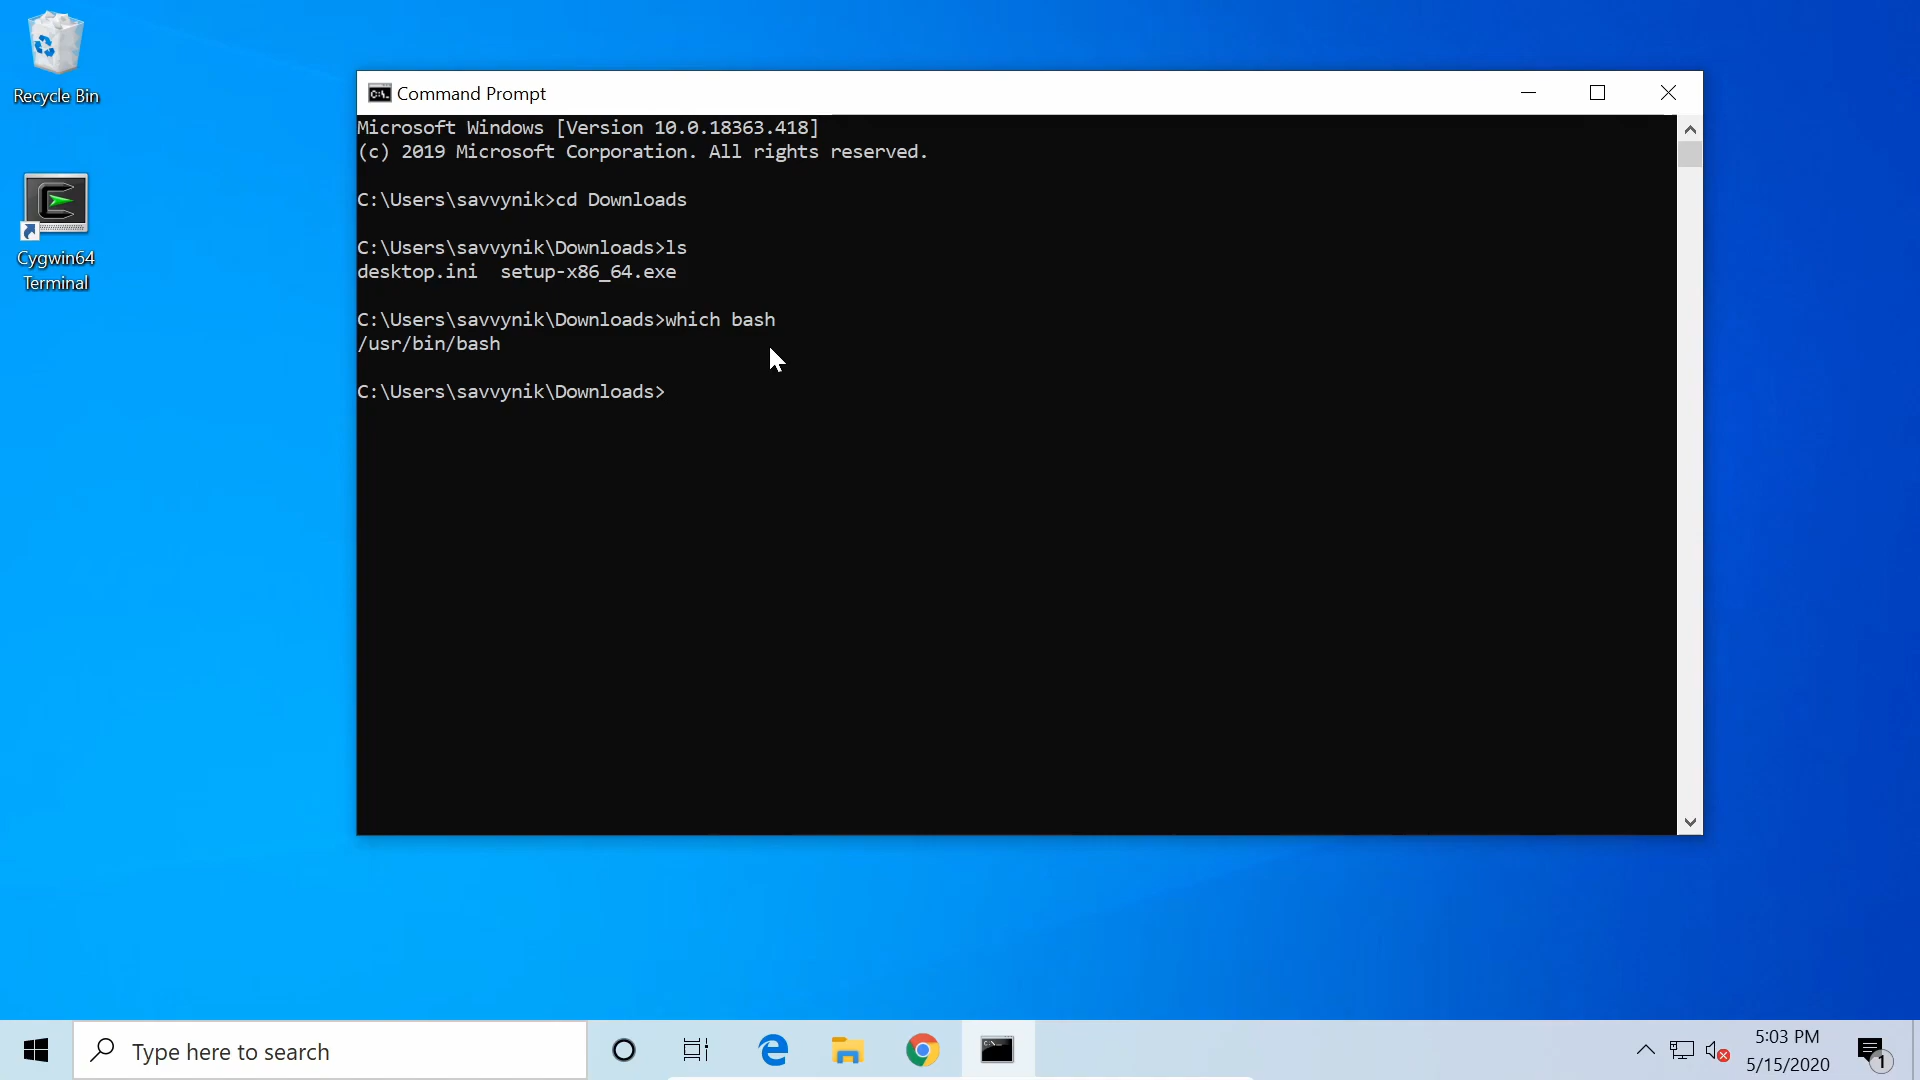 Recycle Bin
Cygwin64
Terminal
Command Prompt
Microsoft Windows [Version 10.0.18363.418]
(c) 2019 Microsoft Corporation. All rights reserved.
C:\Users\savvynik>cd Downloads
C:\Users\savvynik\Downloads>ls
desktop.ini  setup-x86_64.exe
C:\Users\savvynik\Downloads>which bash
/usr/bin/bash
C:\Users\savvynik\Downloads>
Type here to search
5:03 PM
5/15/2020
1